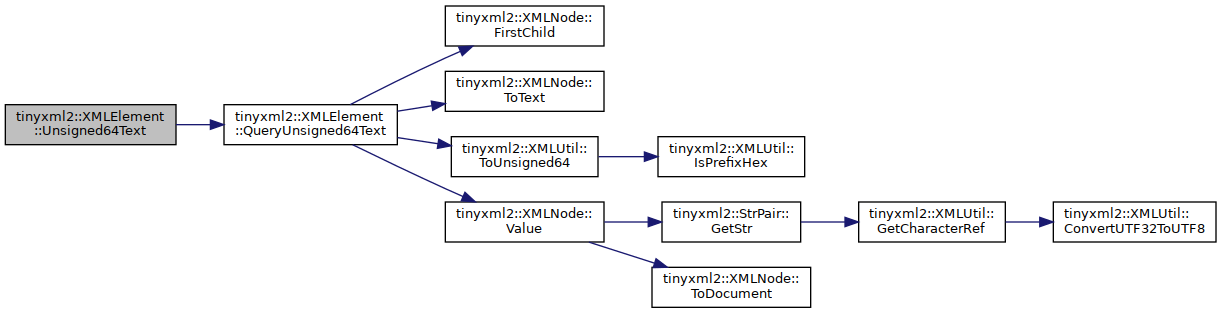 tinyxml2::XMLElement
::Unsigned64Text
tinyxml2::XMLElement
::QueryUnsigned64Text
tinyxml2::XMLNode::
FirstChild
tinyxml2::XMLNode::
ToText
tinyxml2::XMLUtil::
ToUnsigned64
tinyxml2::XMLUtil::
IsPrefixHex
tinyxml2::XMLNode::
Value
tinyxml2::StrPair::
GetStr
tinyxml2::XMLUtil::
GetCharacterRef
tinyxml2::XMLUtil::
ConvertUTF32ToUTF8
tinyxml2::XMLNode::
ToDocument